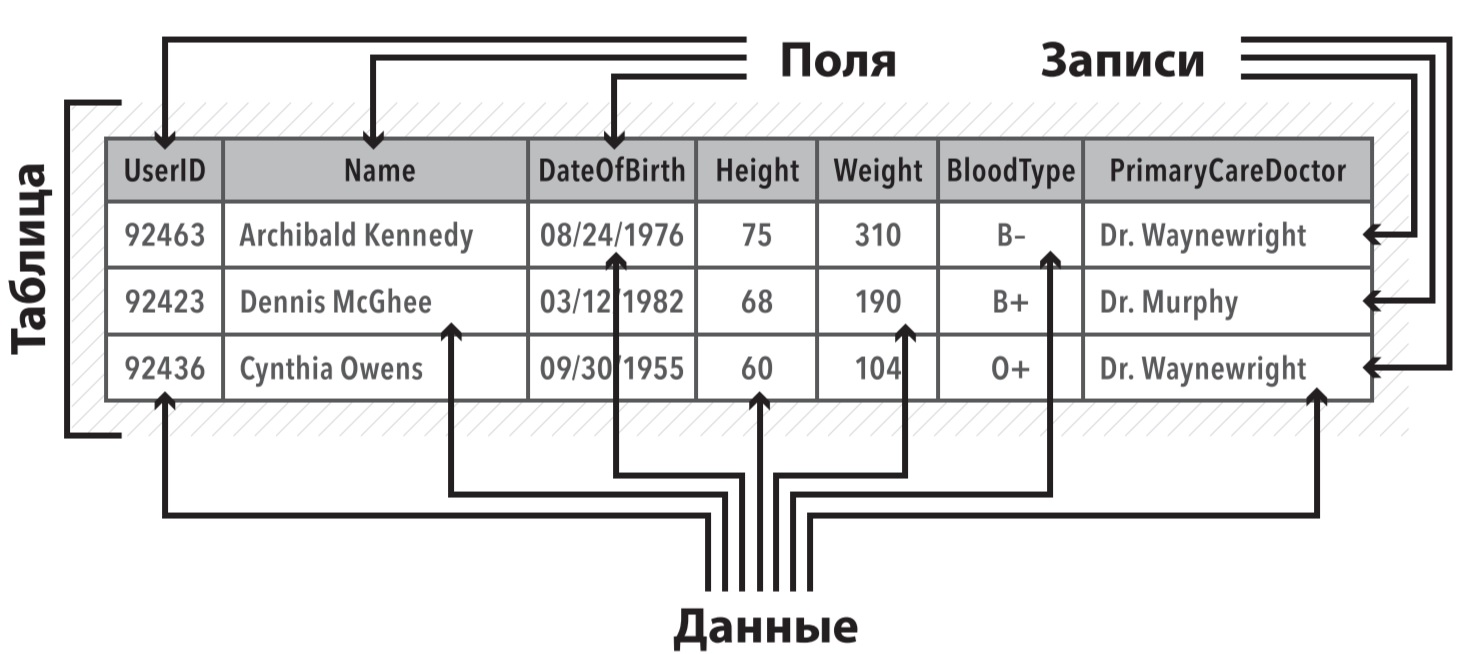 Поля Записи
Таблица
UserID Name DateOfBirth Height Weight BloodType PrimaryCareDoctor
92463 Archibald Kennedy 08/24/1976 75 310 B– Dr. Waynewright
92423 Dennis McGhee 03/12/1982 68 190 B+ Dr. Murphy
92436 Cynthia Owens 09/30/1955 60 104 O+ Dr. Waynewright
Данные